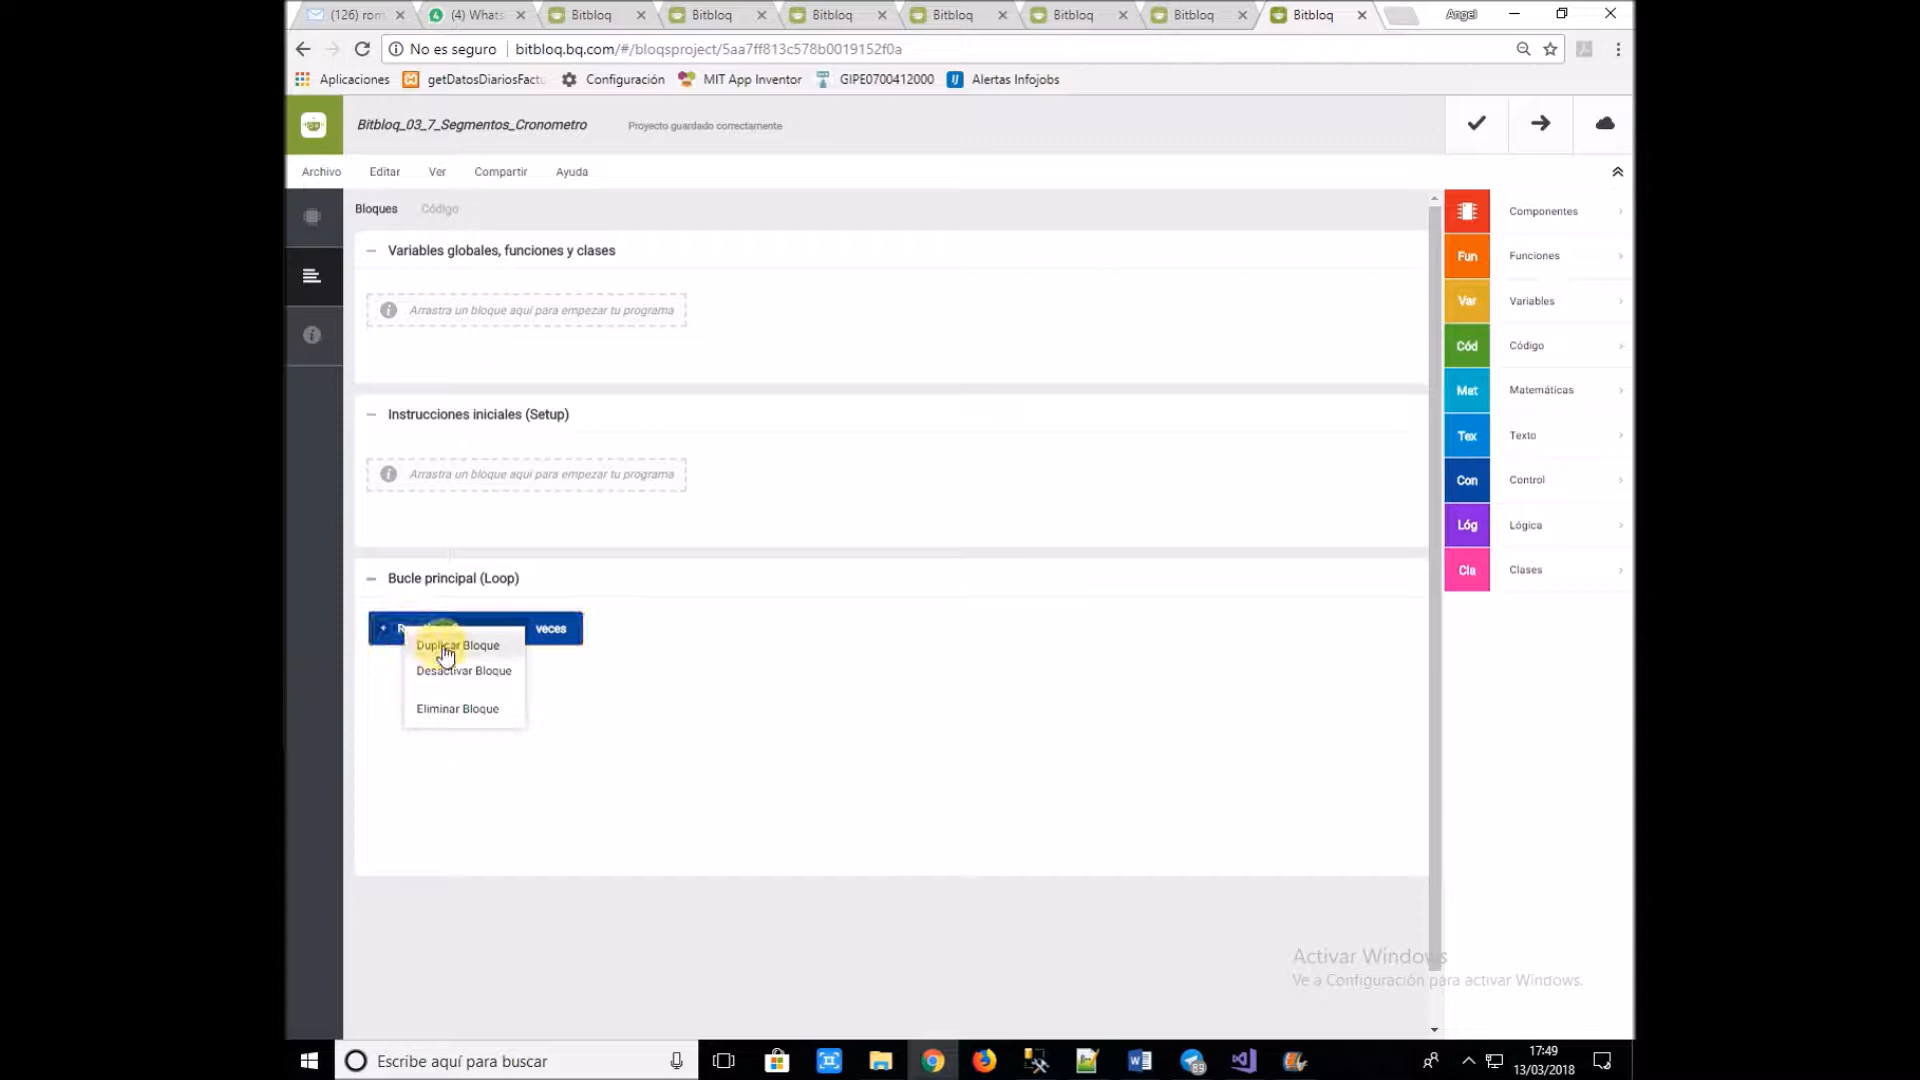 (126) rom
(4) Whats
Bitbloq
Bitbloq
Bitbloq
Bitbloq
Bitbloq
Bitbloq
Bitbloq
Angel
No es seguro
bitbloq.bq.com/#/bloqsproject/5aa7ff813c578b0019152f0a
Aplicaciones
getDatosDiariosFactu
Configuración
MIT App Inventor
GIPE0700412000
Alertas Infojobs
Bitbloq_03_7_Segmentos_Cronometro
Proyecto guardado correctamente
Archivo
Editar
Ver
Compartir
Ayuda
Bloques
Código
Variables globales, funciones y clases
Arrastra un bloque aquí para empezar tu programa
Instrucciones iniciales (Setup)
Arrastra un bloque aquí para empezar tu programa
Bucle principal (Loop)
veces
Duplicar Bloque
Desactivar Bloque
Eliminar Bloque
Componentes
Fun Funciones
Var Variables
Cód Código
Mat Matemáticas
Tex Texto
Con Control
Lóg Lógica
Cla Clases
Activar Windows
Ve a Configuración para activar Windows.
Escribe aquí para buscar
89
17:49
13/03/2018